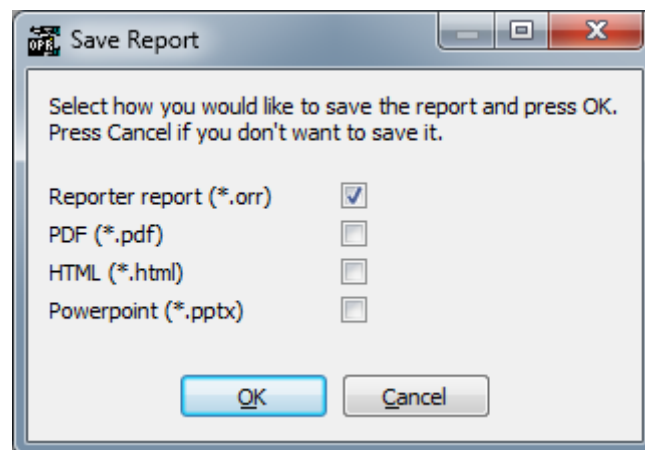 OPR
Save Report
Select how you would like to save the report and press OK.
Press Cancel if you don't want to save it.
Reporter report (*.orr)
PDF (*.pdf)
HTML (*.html)
Powerpoint (*.pptx)
OK
Cancel